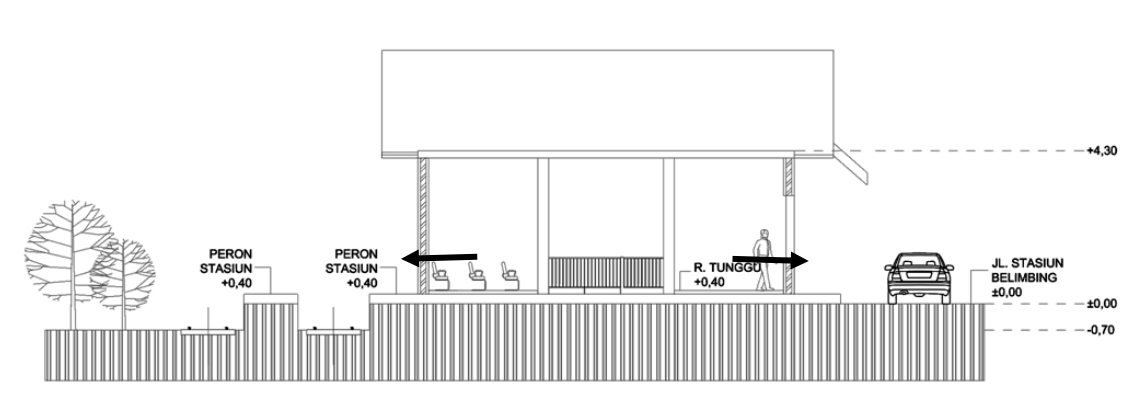 +4,30
PERON
STASIUN
+0,40
PERON
STASIUN
+0,40
R. TUNGGU
+0,40
JL. STASIUN
BELIMBING
±0,00
±0,00
-0,70